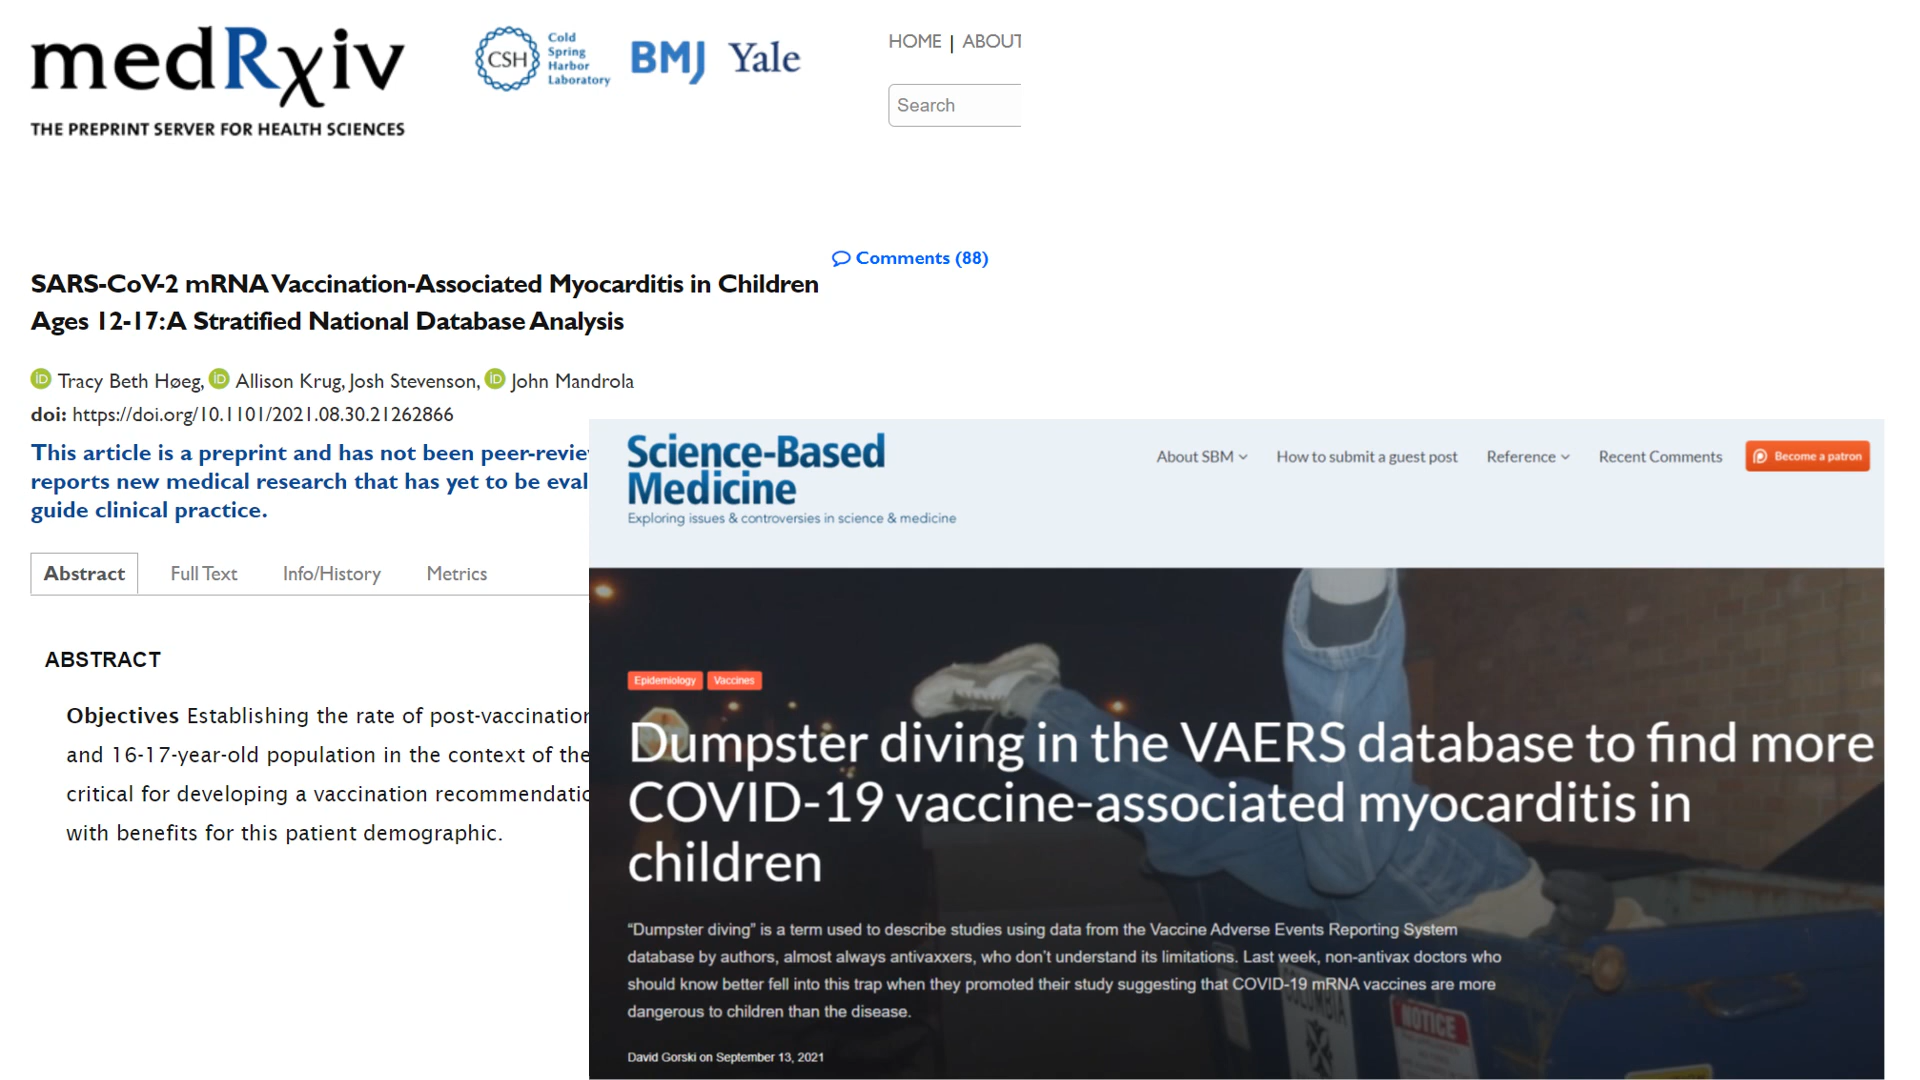 medRχiv
THE PREPRINT SERVER FOR HEALTH SCIENCES
CSH
Cold
Spring
Harbor
Laboratory
BMJ
Yale
HOME | ABOUT
Search
Comments (88)
SARS-CoV-2 mRNA Vaccination-Associated Myocarditis in Children
Ages 12-17: A Stratified National Database Analysis
iD Tracy Beth Høeg, iD Allison Krug, Josh Stevenson, iD John Mandrola
doi: https://doi.org/10.1101/2021.08.30.21262866
This article is a preprint and has not been peer-revie
reports new medical research that has yet to be eval
guide clinical practice.
Abstract Full Text Info/History Metrics
ABSTRACT
Objectives Establishing the rate of post-vaccination
and 16-17-year-old population in the context of the
critical for developing a vaccination recommendatio
with benefits for this patient demographic.
Science-Based
Medicine
Exploring issues & controversies in science & medicine
About SBM How to submit a guest post Reference Recent Comments Become a patron
Epidemiology Vaccines
Dumpster diving in the VAERS database to find more
COVID-19 vaccine-associated myocarditis in
children
“Dumpster diving” is a term used to describe studies using data from the Vaccine Adverse Events Reporting System
database by authors, almost always antivaxxers, who don’t understand its limitations. Last week, non-antivax doctors who
should know better fell into this trap when they promoted their study suggesting that COVID-19 mRNA vaccines are more
dangerous to children than the disease.
David Gorski on September 13, 2021
COLUMBIA
NOTICE